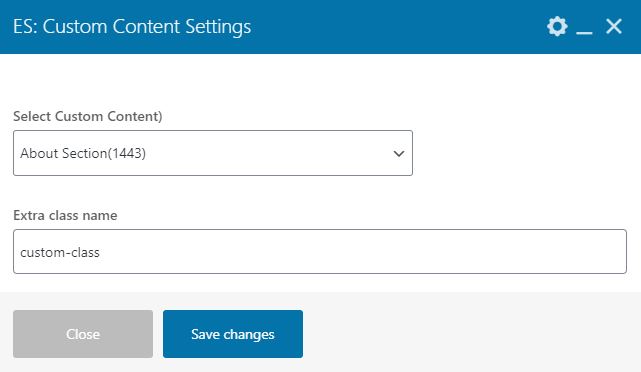 ES: Custom Content Settings
Select Custom Content)
About Section(1443)
Extra class name
custom-class
Close Save changes